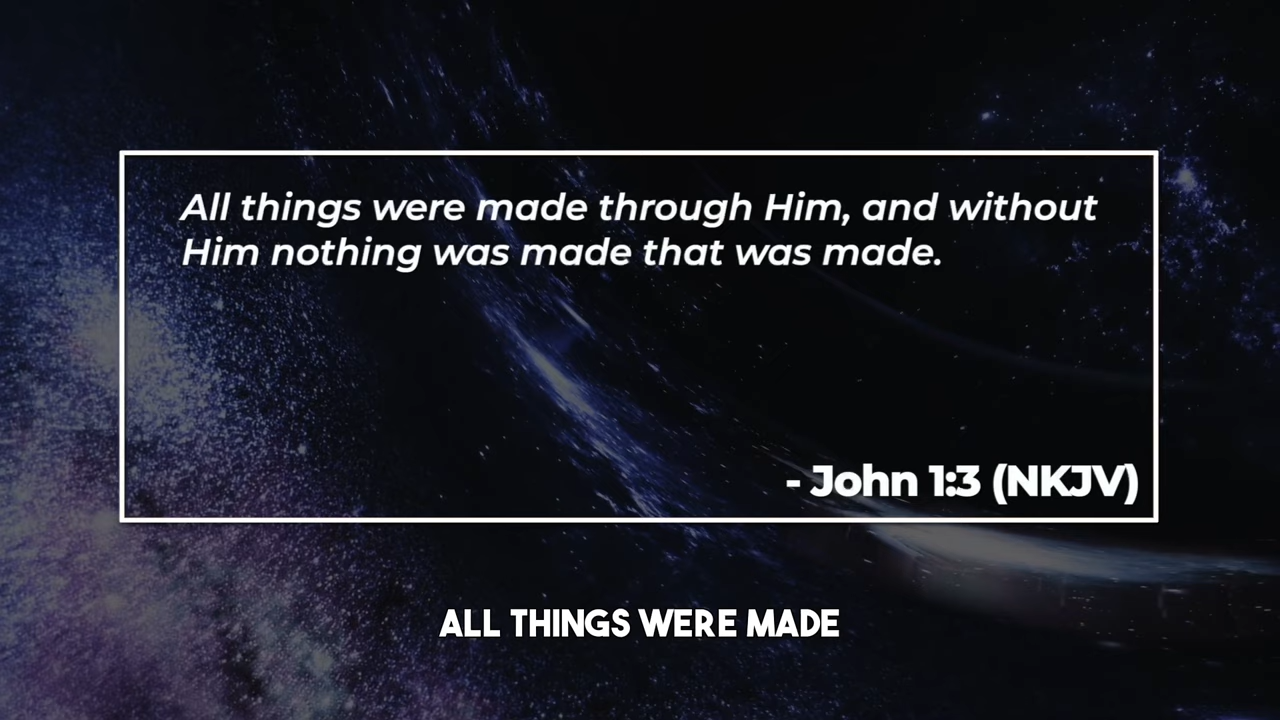 All things were made through Him, and without
Him nothing was made that was made.
- John 1:3 (NKJV)
ALL THINGS WERE MADE